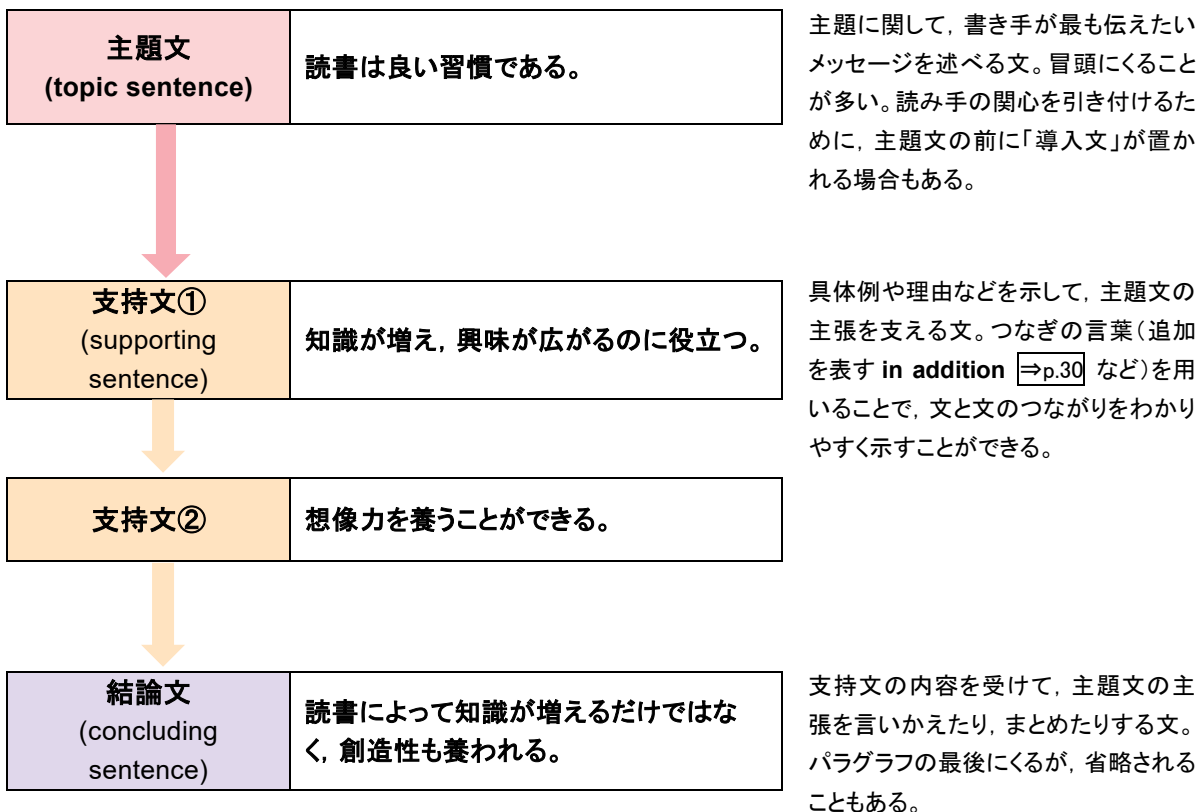 主題文
(topic sentence)
読書は良い習慣である。
主題に関して，書き手が最も伝えたい
メッセージを述べる文。冒頭にくること
が多い。読み手の関心を引き付けるた
めに，主題文の前に「導入文」が置か
れる場合もある。
支持文①
(supporting
sentence)
知識が増え，興味が広がるのに役立つ。
具体例や理由などを示して，主題文の
主張を支える文。つなぎの言葉（追加
を表す in addition ⇒p.30 など）を用
いることで，文と文のつながりをわかり
やすく示すことができる。
支持文②
想像力を養うことができる。
結論文
(concluding
sentence)
読書によって知識が増えるだけではな
く，創造性も養われる。
支持文の内容を受けて，主題文の主
張を言いかえたり，まとめたりする文。
パラグラフの最後にくるが，省略される
こともある。